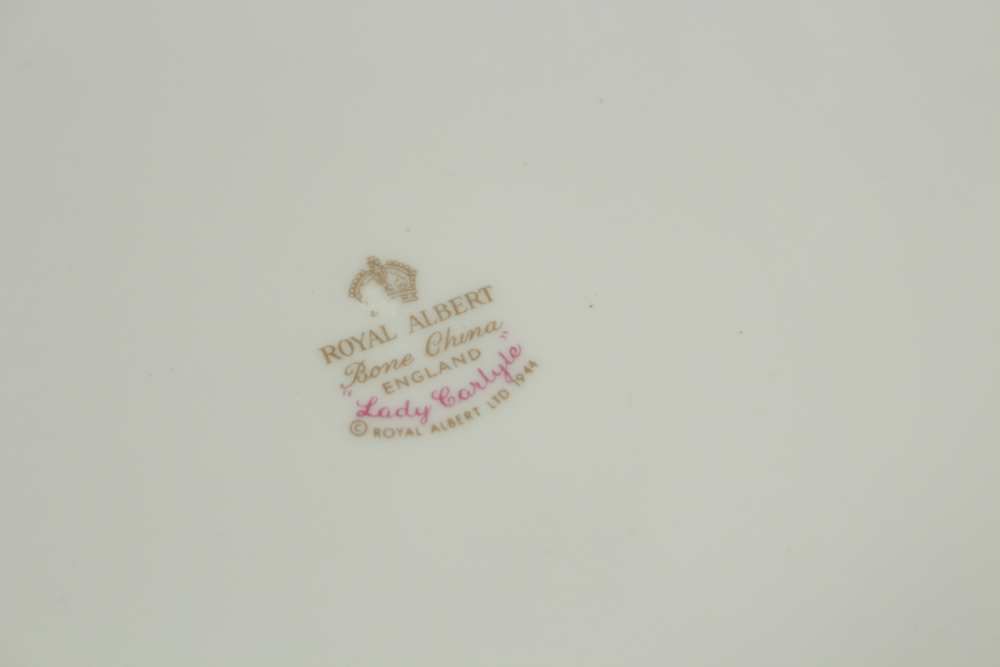 ROYAL ALBERT
Bone China
ENGLAND
"Lady Carlyle"
© ROYAL ALBERT LTD 1944